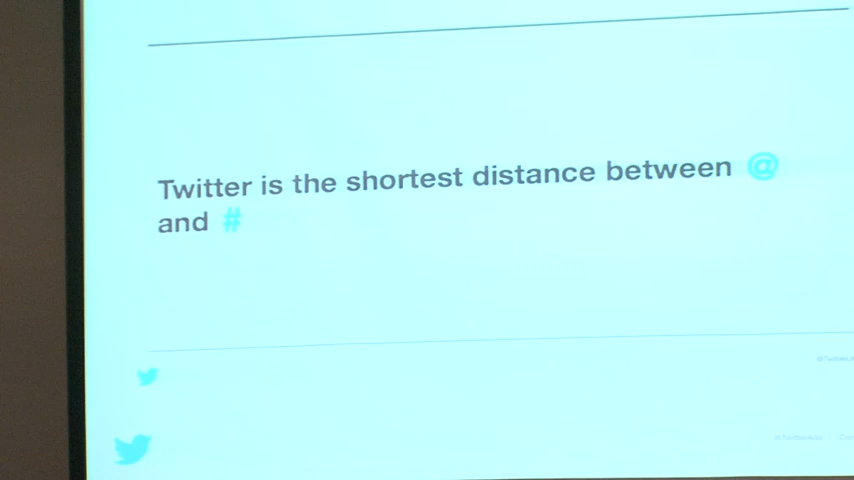 Twitter is the shortest distance between @
and #